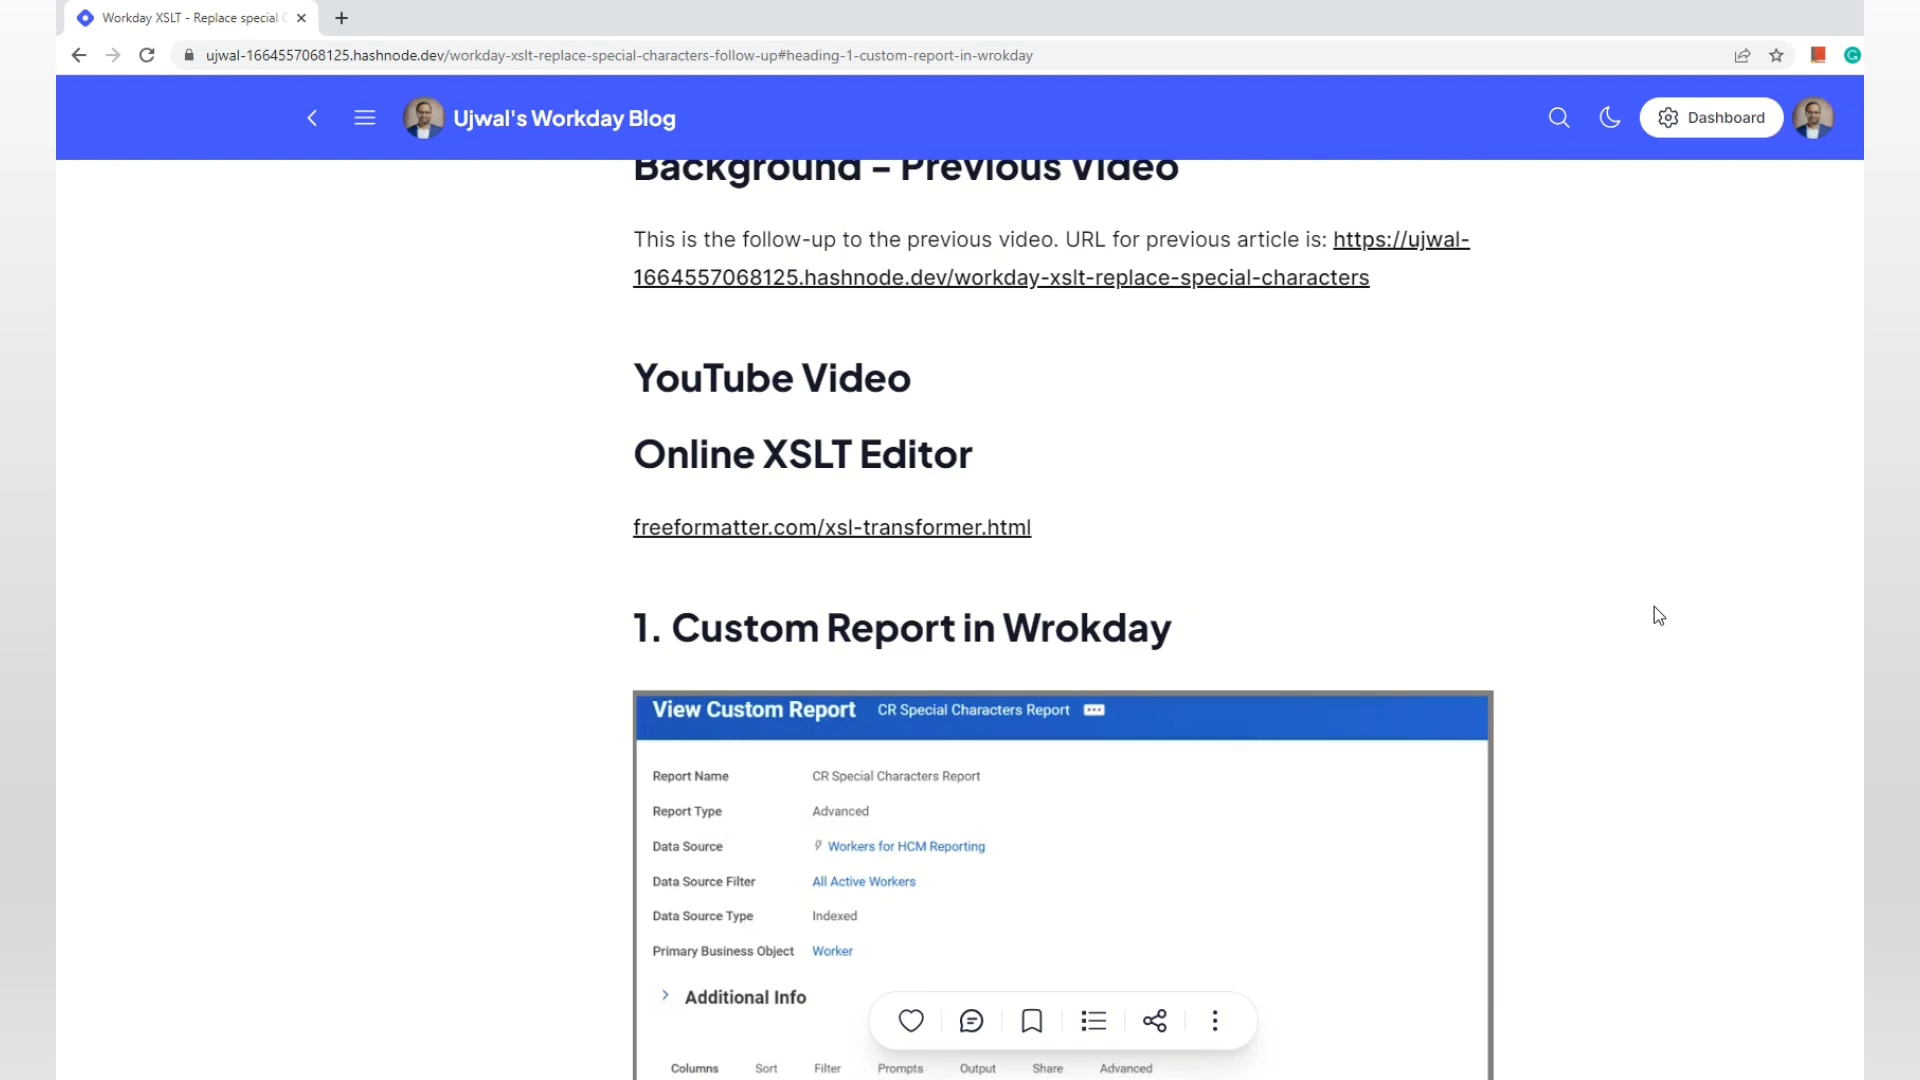 Workday XSLT - Replace special C
ujwal-1664557068125.hashnode.dev/workday-xslt-replace-special-characters-follow-up#heading-1-custom-report-in-wrokday
Ujwal's Workday Blog
Dashboard
Background – Previous Video
This is the follow-up to the previous video. URL for previous article is: https://ujwal-
1664557068125.hashnode.dev/workday-xslt-replace-special-characters
YouTube Video
Online XSLT Editor
freeformatter.com/xsl-transformer.html
1. Custom Report in Wrokday
View Custom Report CR Special Characters Report
Report Name CR Special Characters Report
Report Type Advanced
Data Source Workers for HCM Reporting
Data Source Filter All Active Workers
Data Source Type Indexed
Primary Business Object Worker
Additional Info
Columns Sort Filter Prompts Output Share Advanced